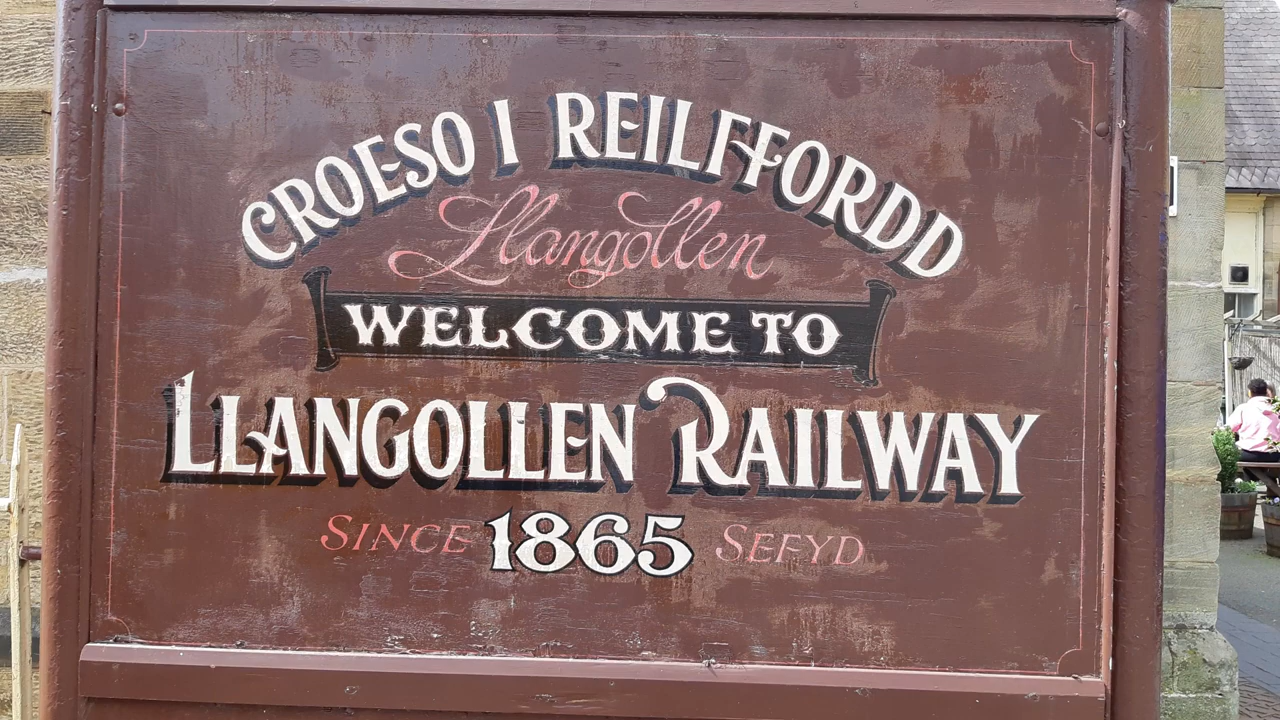 CROESO I REILFFORDD
Llangollen
WELCOME TO
LLANGOLLEN RAILWAY
SINCE 1865 SEFYD